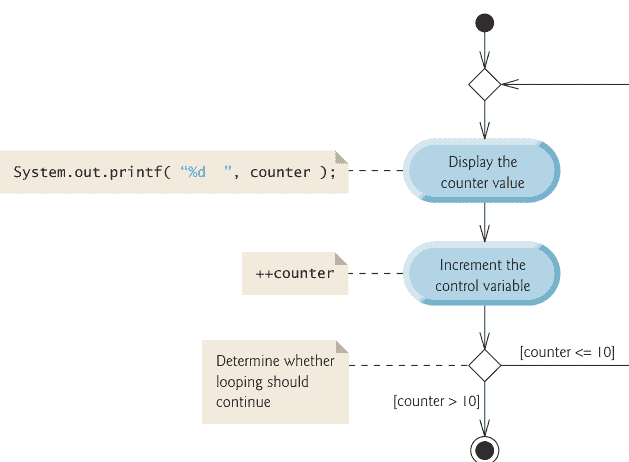 Display the
counter value
System.out.printf( “%d  ”, counter );
Increment the
control variable
++counter
Determine whether
looping should
continue
[counter <= 10]
[counter > 10]